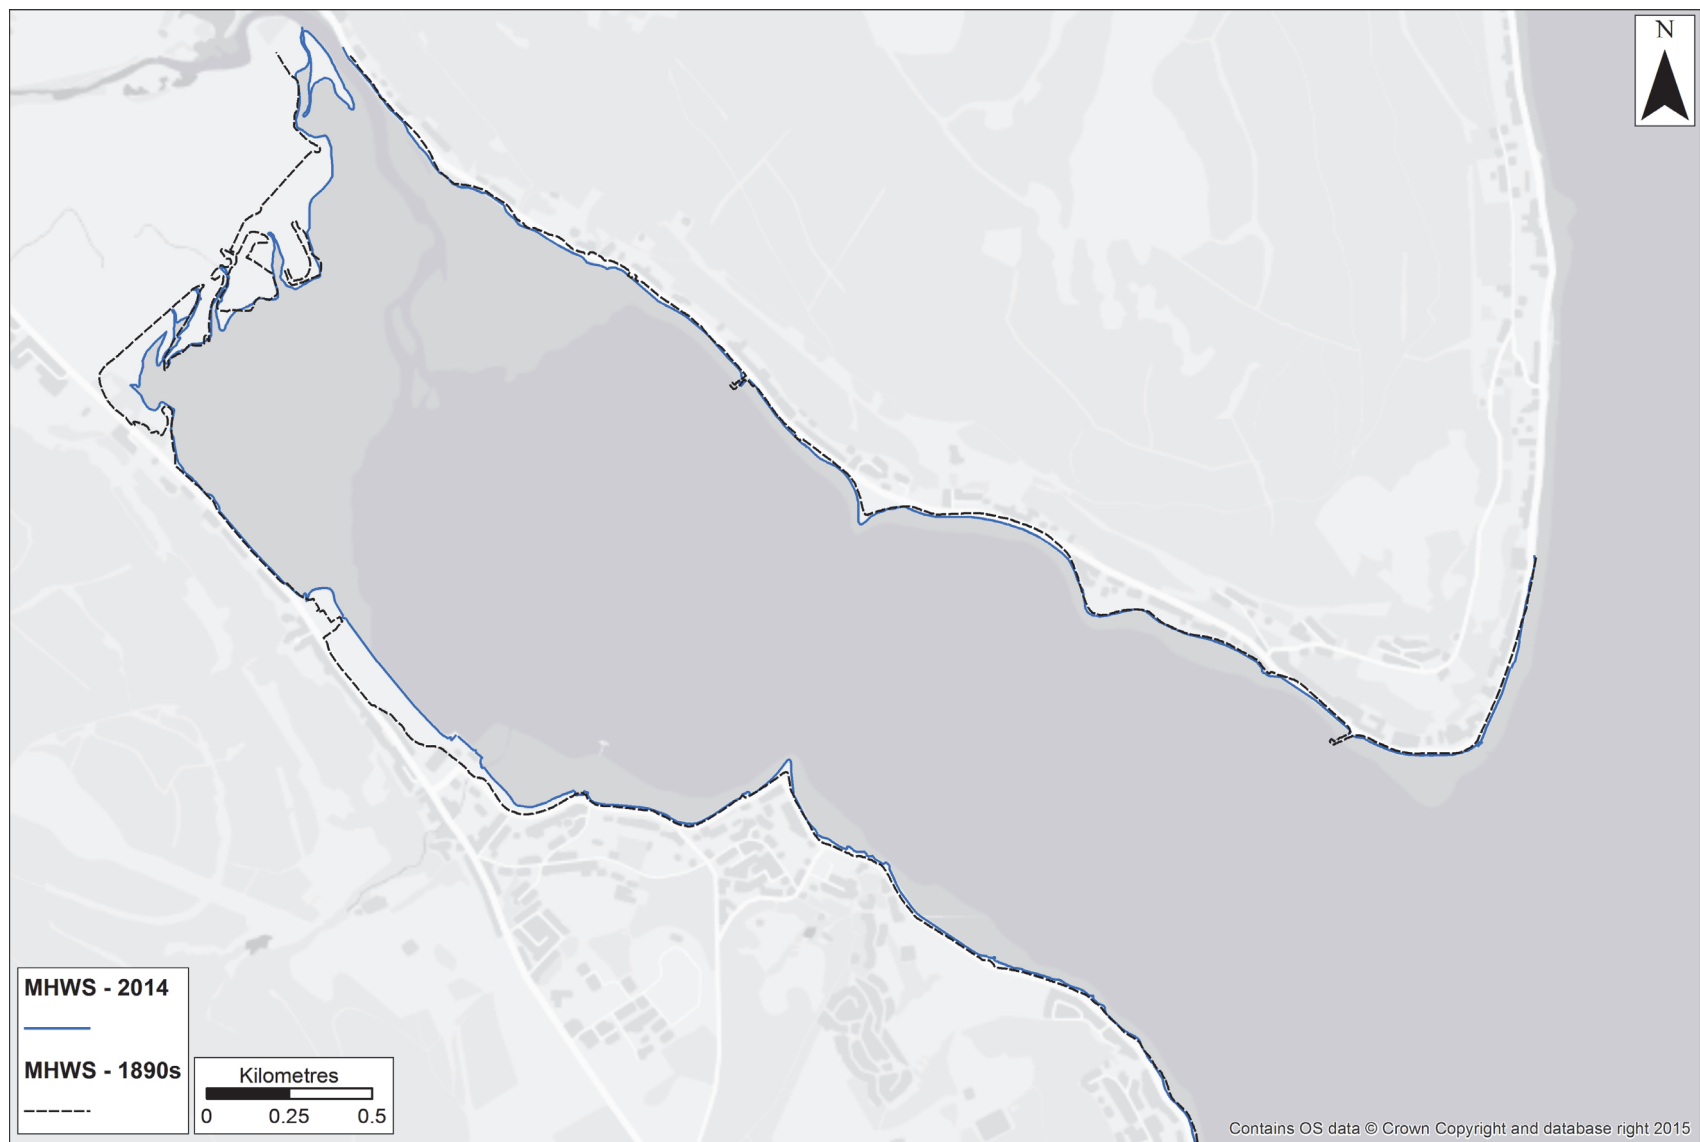 N
MHWS - 2014
MHWS - 1890s
Kilometres
0 0.25 0.5
Contains OS data © Crown Copyright and database right 2015